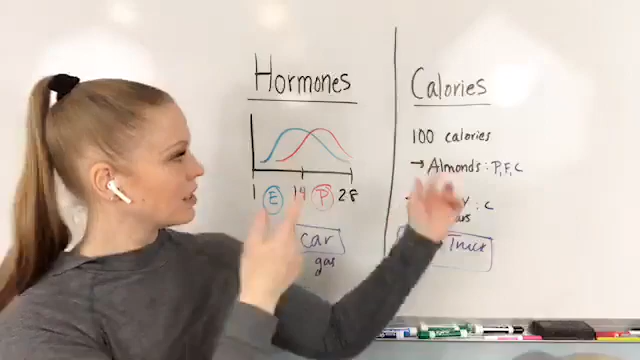 Hormones
1 E 14 P 28
car
gas
Calories
100 calories
→ Almonds : P, F, C
: C
Truck